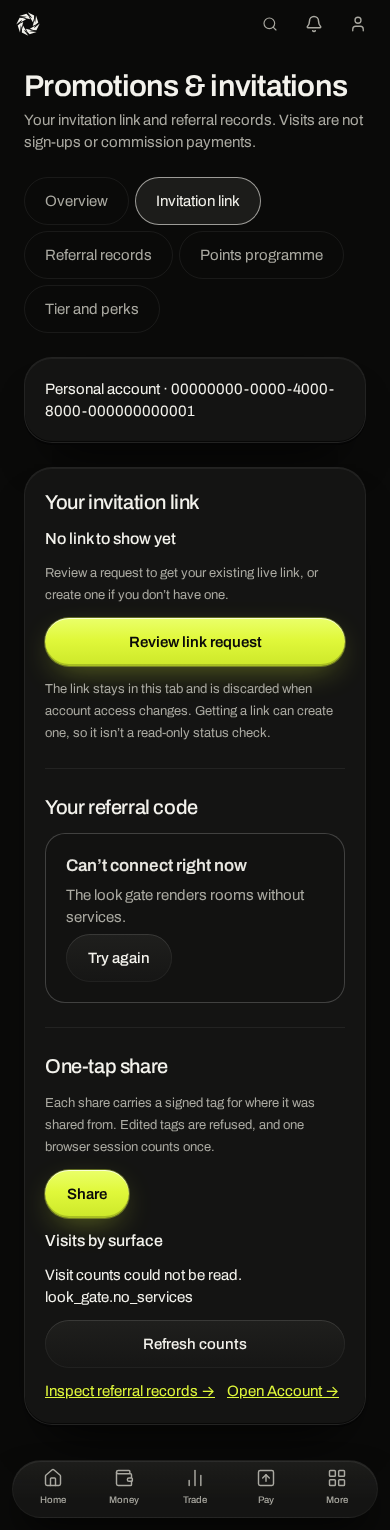 Promotions & invitations
Your invitation link and referral records. Visits are not
sign-ups or commission payments.
Overview
Invitation link
Referral records
Points programme
Tier and perks
Personal account · 00000000-0000-4000-
8000-000000000001
Your invitation link
No link to show yet
Review a request to get your existing live link, or
create one if you don’t have one.
Review link request
The link stays in this tab and is discarded when
account access changes. Getting a link can create
one, so it isn’t a read-only status check.
Your referral code
Can’t connect right now
The look gate renders rooms without
services.
Try again
One-tap share
Each share carries a signed tag for where it was
shared from. Edited tags are refused, and one
browser session counts once.
Share
Visits by surface
Visit counts could not be read.
look_gate.no_services
Refresh counts
Inspect referral records → Open Account →
Home Money Trade Pay More